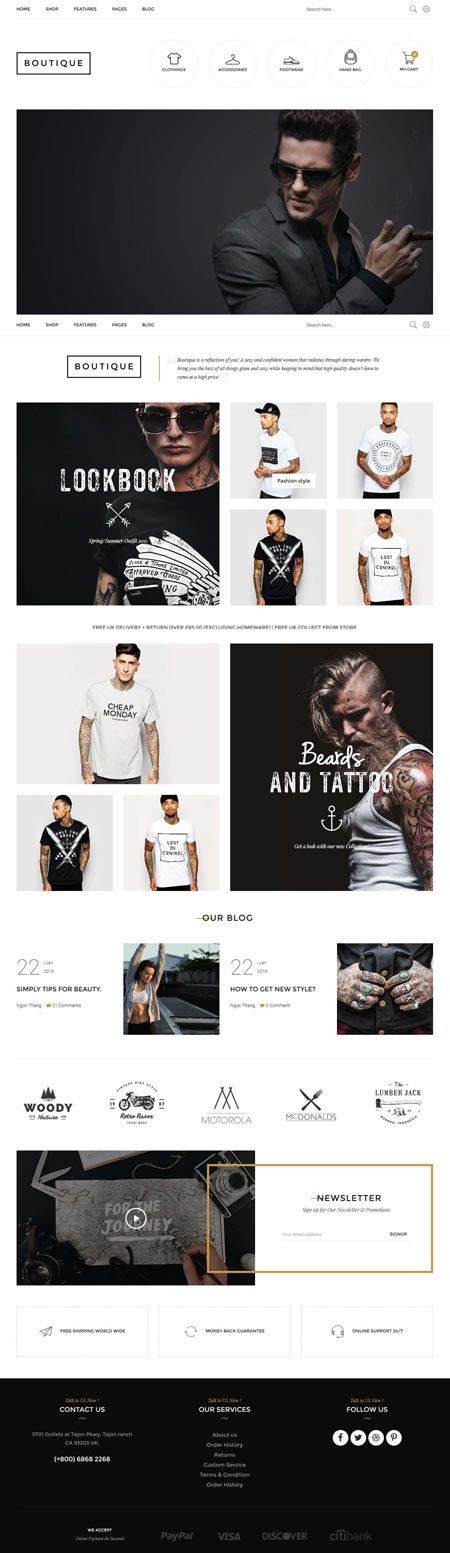 HOME SHOP FEATURES PAGES BLOG Search here...
BOUTIQUE
CLOTHINGS ACCESSORIES FOOTWEAR HAND BAG MY CART
HOME SHOP FEATURES PAGES BLOG Search here...
BOUTIQUE
Boutique is a reflection of you! A sexy and confident woman that radiates through daring wardro. We
bring you the best of all things glam and sexy while keeping to mind that high quality doesn't have to
come at a high price
LOOKBOOK
Spring/Summer Outfit
Fashion style
LOST
IN
CONTROL
FREE UK DELIVERY + RETURN OVER £85.00 (EXCLUDING HOMEWARE) | FREE UK COLLECT FROM STORE
CHEAP
MONDAY
LOST
IN
CONTROL
Beards
AND TATTOO
Get a look with our new
OUR BLOG
22 /Jan
2016
SIMPLY TIPS FOR BEAUTY.
Ngoc Thang 21 Comments
22 /Jan
2016
HOW TO GET NEW STYLE?
Ngoc Thang 0 Comment
WOODY
Nature
Retro Racer
MOTOROLA
MCDONALDS
The
LUMBER JACK
FOR THE
JOURNEY
NEWSLETTER
Sign up for Our Newsletter & Promotions
Your email address SIGNUP
FREE SHIPPING WORLD WIDE
MONEY BACK GUARANTEE
ONLINE SUPPORT 24/7
Talk to Us Now !
CONTACT US
5701 Outlets at Tejon Pkwy, Tejon ranch
CA 93203 UK.
(+800) 6868 2268
Talk to Us Now !
OUR SERVICES
About us
Order History
Returns
Custom Service
Terms & Condition
Order History
Talk to Us Now !
FOLLOW US
WE ACCEPT
Online Payment Be Secured
PayPal VISA DISCOVER citibank